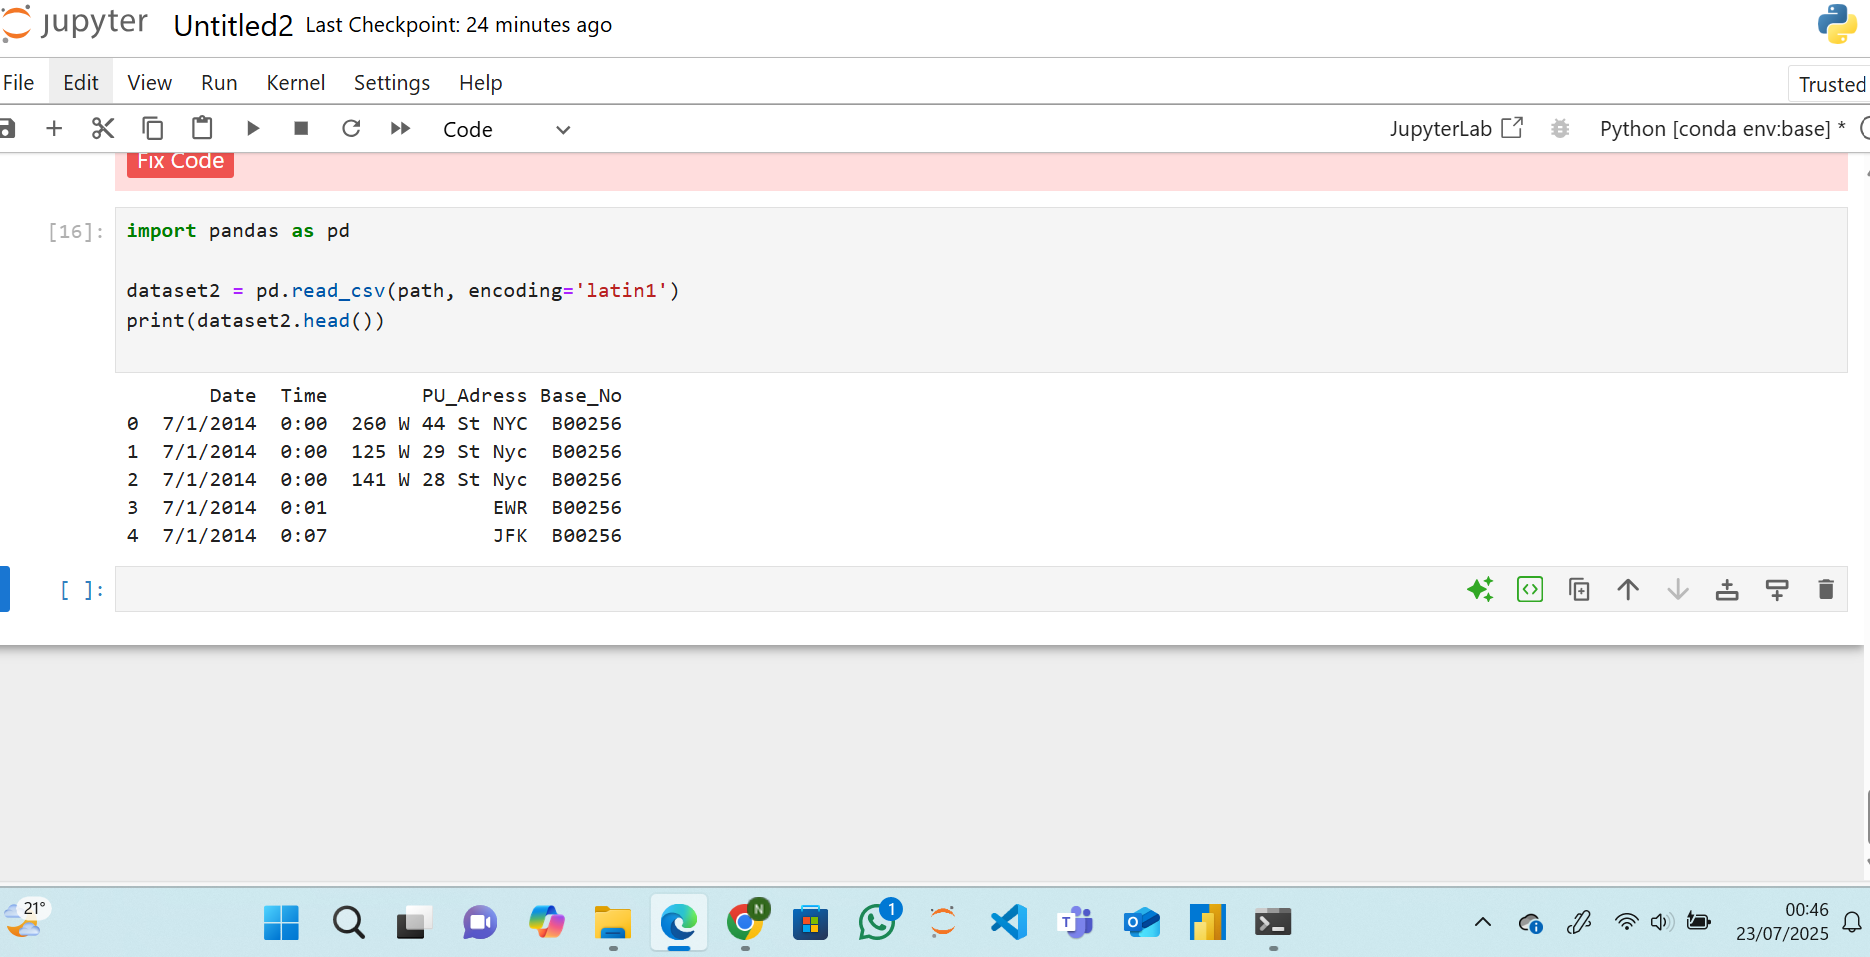 jupyter Untitled2 Last Checkpoint: 24 minutes ago
File Edit View Run Kernel Settings Help Trusted
Code JupyterLab Python [conda env:base] *
Fix Code
[16]: import pandas as pd
dataset2 = pd.read_csv(path, encoding='latin1')
print(dataset2.head())
Date Time PU_Adress Base_No
0 7/1/2014 0:00 260 W 44 St NYC B00256
1 7/1/2014 0:00 125 W 29 St Nyc B00256
2 7/1/2014 0:00 141 W 28 St Nyc B00256
3 7/1/2014 0:01 EWR B00256
4 7/1/2014 0:07 JFK B00256
[ ]:
21°
N
1
T
O
00:46
23/07/2025